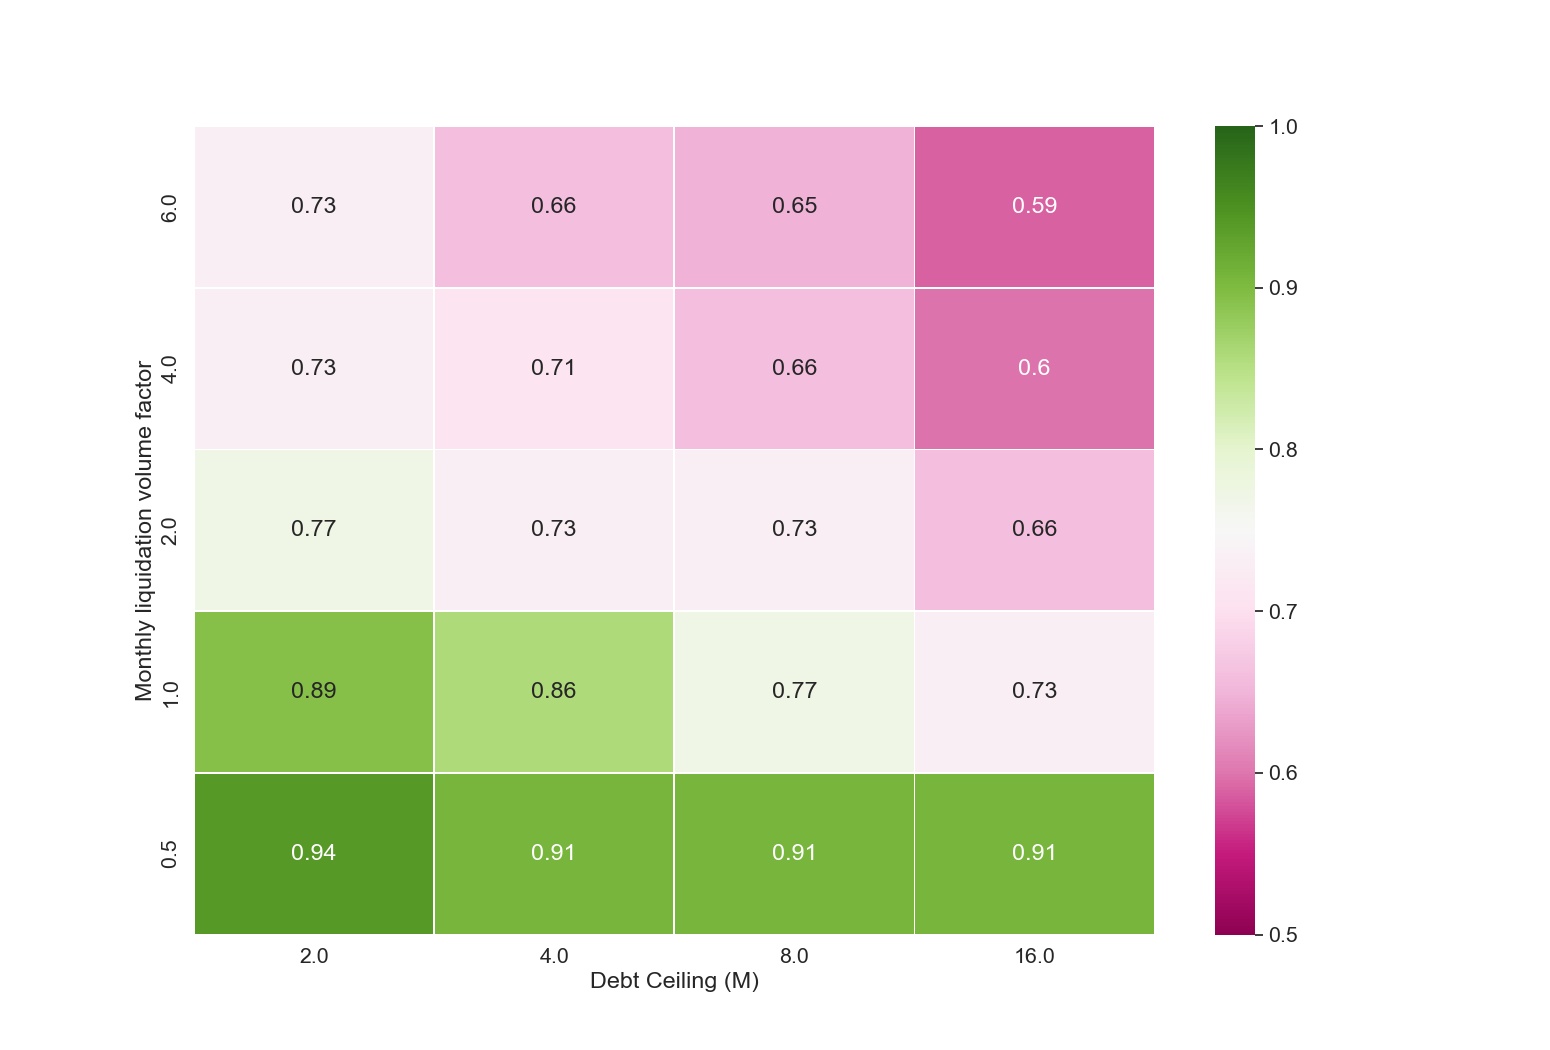 Monthly liquidation volume factor
6.0 0.73 0.66 0.65 0.59
4.0 0.73 0.71 0.66 0.6
2.0 0.77 0.73 0.73 0.66
1.0 0.89 0.86 0.77 0.73
0.5 0.94 0.91 0.91 0.91
2.0 4.0 8.0 16.0
Debt Ceiling (M)
1.0
0.9
0.8
0.7
0.6
0.5